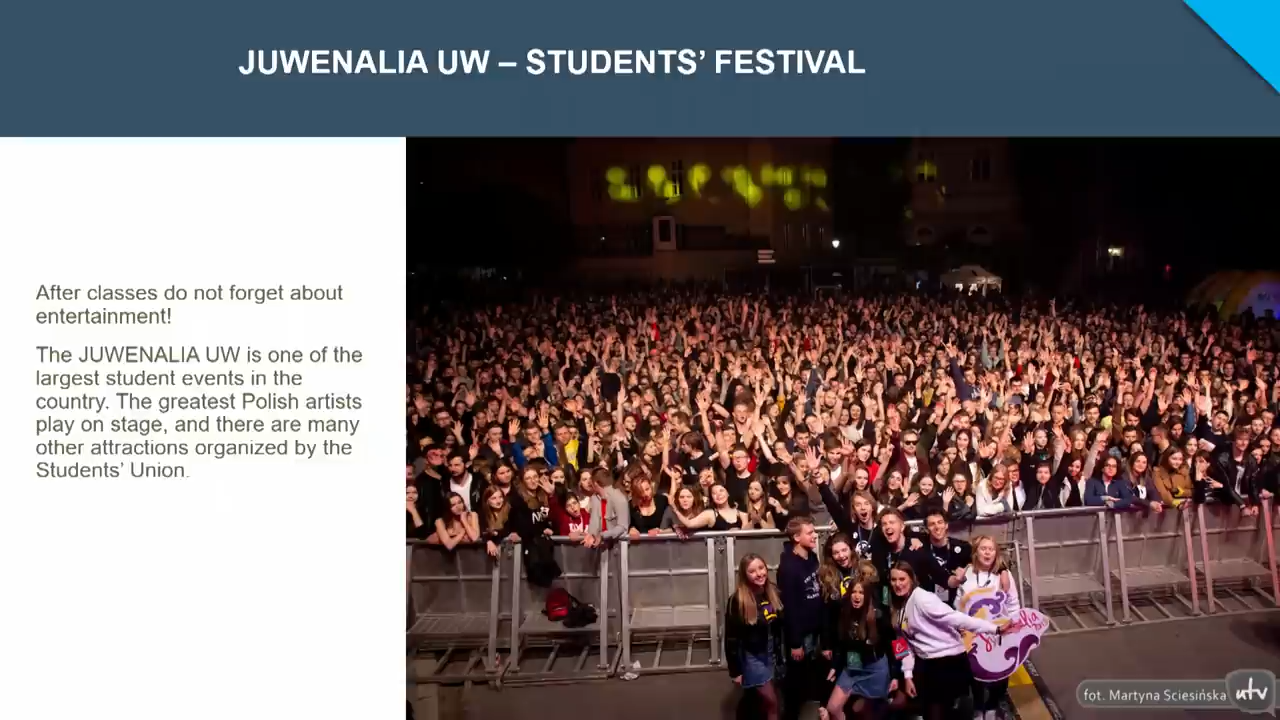 JUWENALIA UW – STUDENTS’ FESTIVAL
After classes do not forget about
entertainment!
The JUWENALIA UW is one of the
largest student events in the
country. The greatest Polish artists
play on stage, and there are many
other attractions organized by the
Students’ Union.
fot. Martyna Sciesińska
utv